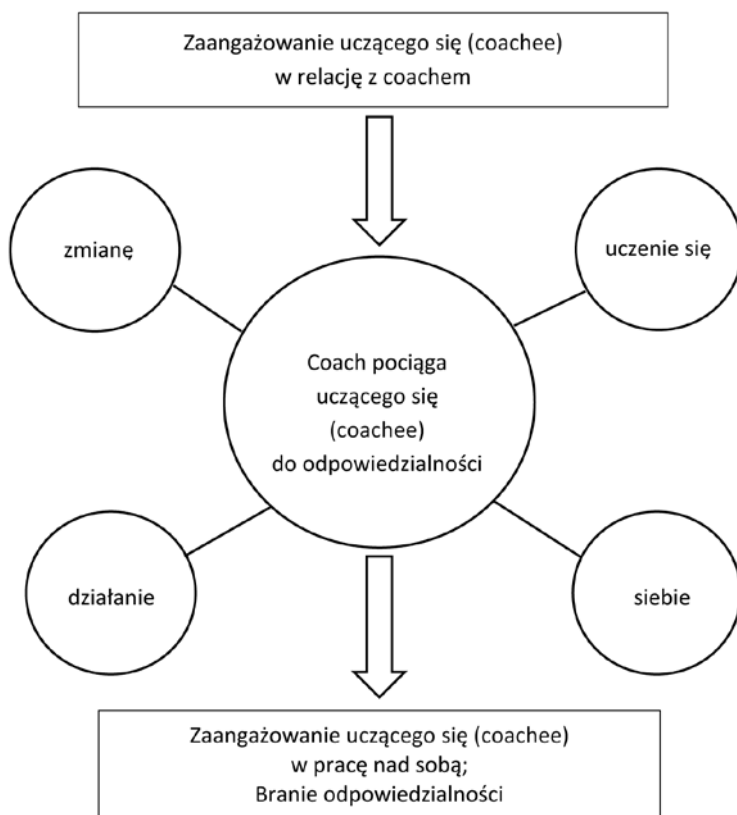 Zaangażowanie uczącego się (coachee)
w relację z coachem
zmianę
uczenie się
Coach pociąga
uczącego się
(coachee)
do odpowiedzialności
działanie
siebie
Zaangażowanie uczącego się (coachee)
w pracę nad sobą;
Branie odpowiedzialności